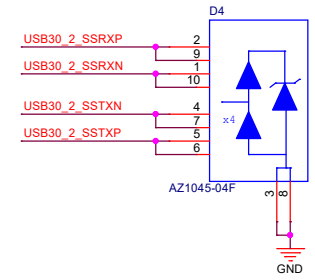 D4
USB30_2_SSRXP
2
9
USB30_2_SSRXN
1
10
USB30_2_SSTXN
4
7
USB30_2_SSTXP
5
6
x4
AZ1045-04F
3
8
GND